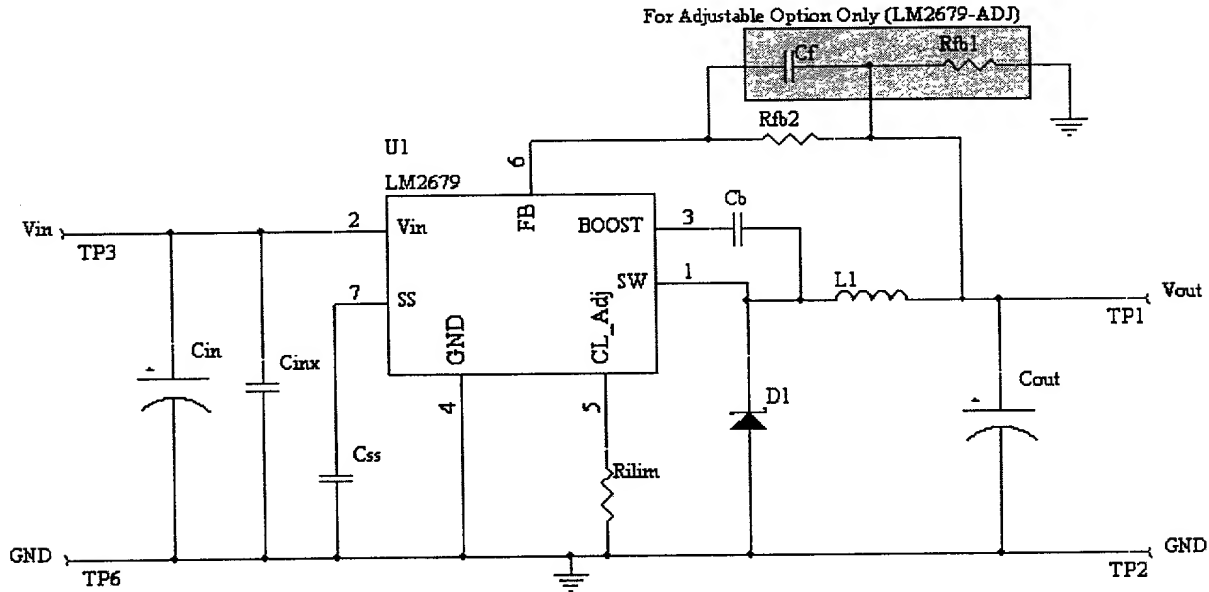 For Adjustable Option Only (LM2679-ADJ)
Cf
Rfb1
Rfb2
U1
LM2679
6
FB
Vin
TP3
2
Vin
BOOST
3
Cb
7
SS
SW
1
L1
Vout
TP1
GND
CL_Adj
Cin
Cinx
4
5
D1
Cout
Css
Rilim
GND
TP6
GND
TP2